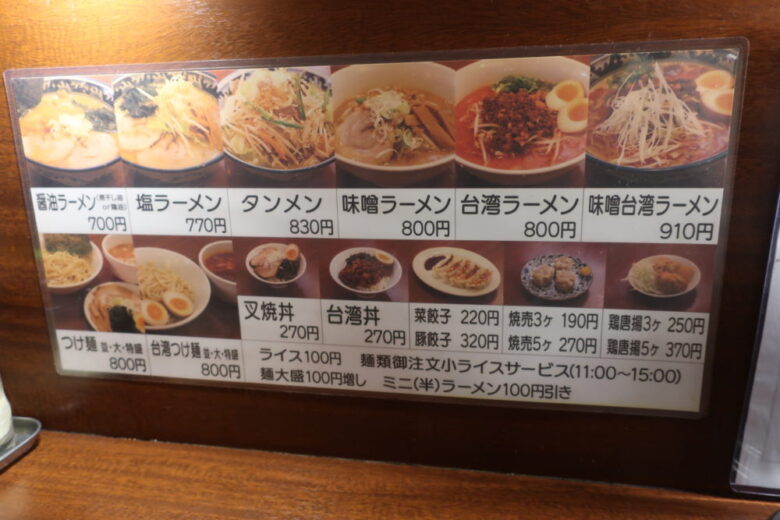 醤油ラーメン(煮干し油or鶏油)
700円
塩ラーメン
770円
タンメン
830円
味噌ラーメン
800円
台湾ラーメン
800円
味噌台湾ラーメン
910円
つけ麺 並・大・特盛
800円
台湾つけ麺 並・大・特盛
800円
叉焼丼
270円
台湾丼
270円
菜餃子 220円
豚餃子 320円
焼売3ヶ 190円
焼売5ヶ 270円
鶏唐揚3ヶ 250円
鶏唐揚5ヶ 370円
ライス100円 麺類御注文小ライスサービス(11:00〜15:00)
麺大盛100円増し ミニ(半)ラーメン100円引き